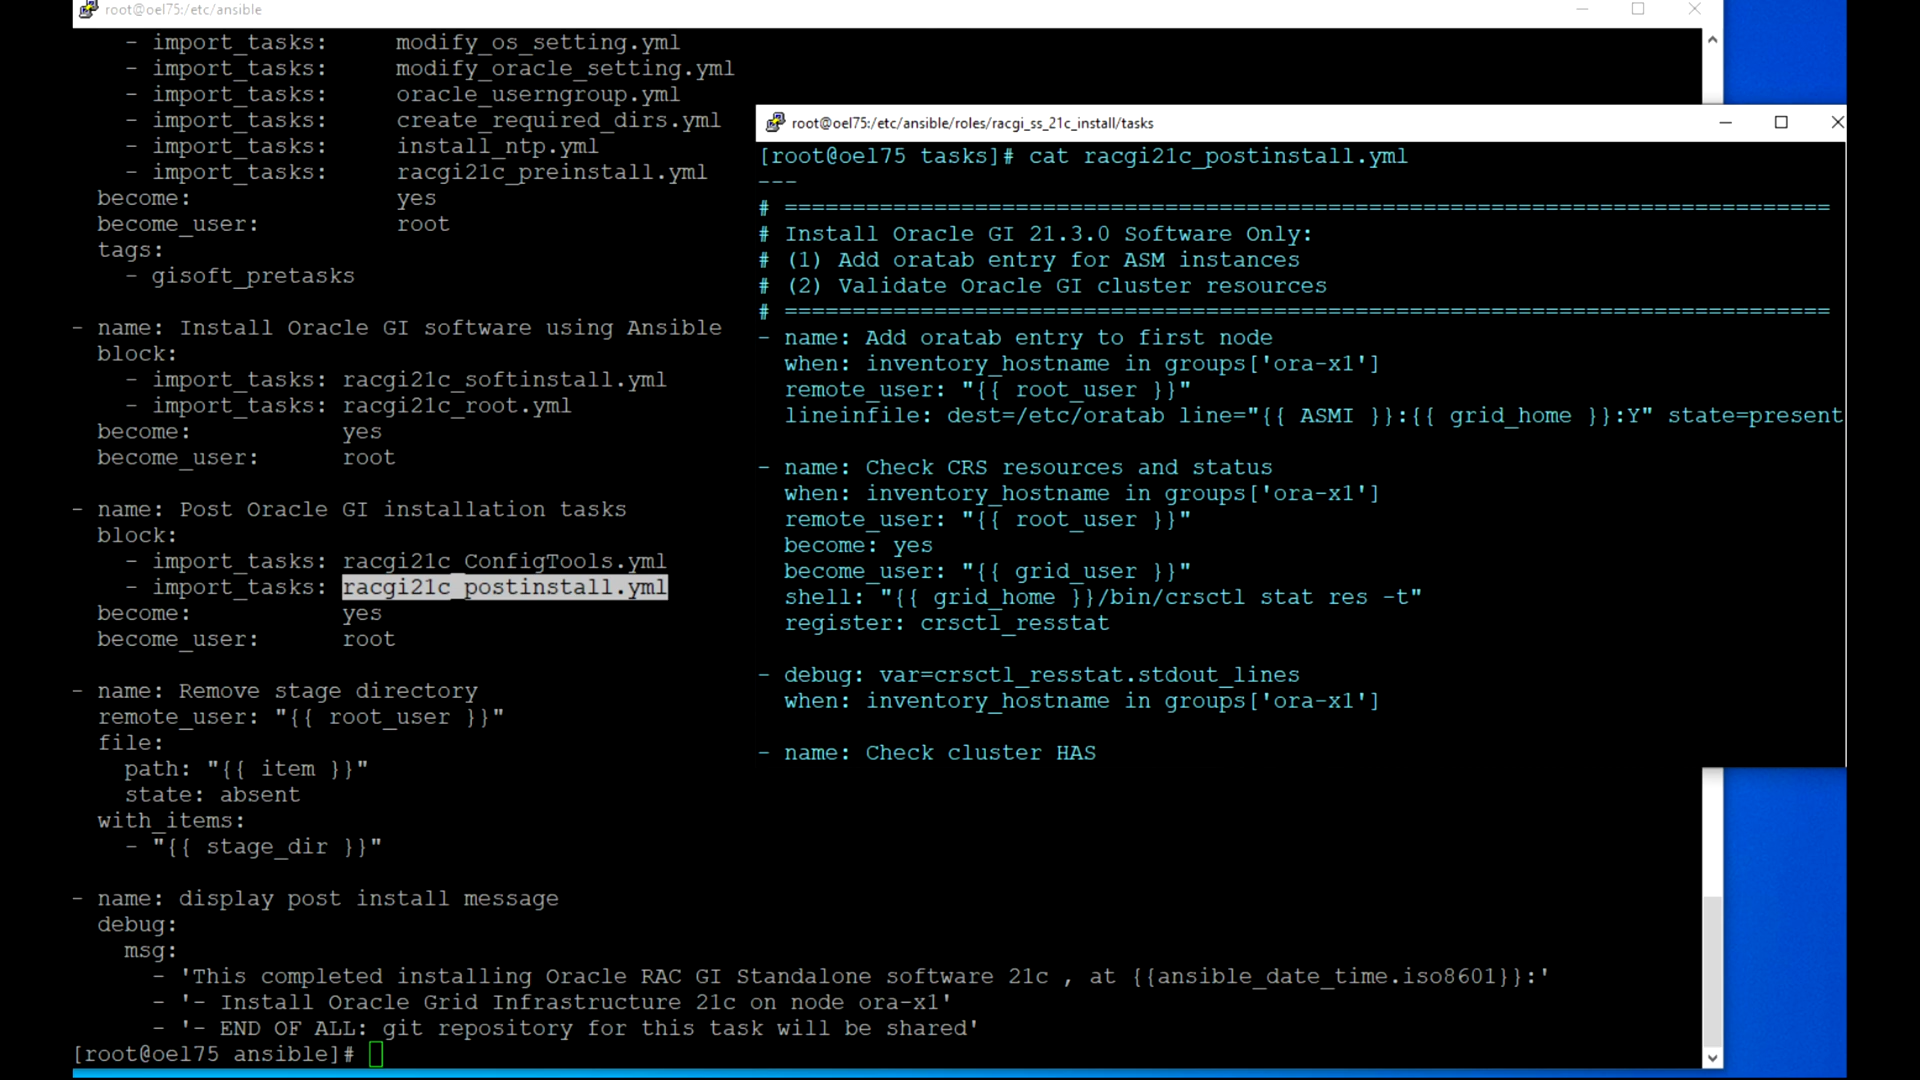 root@oel75:/etc/ansible
- import_tasks: modify_os_setting.yml
- import_tasks: modify_oracle_setting.yml
- import_tasks: oracle_userngroup.yml
- import_tasks: create_required_dirs.yml
- import_tasks: install_ntp.yml
- import_tasks: racgi21c_preinstall.yml
become: yes
become_user: root
tags:
- gisoft_pretasks
- name: Install Oracle GI software using Ansible
block:
- import_tasks: racgi21c_softinstall.yml
- import_tasks: racgi21c_root.yml
become: yes
become_user: root
- name: Post Oracle GI installation tasks
block:
- import_tasks: racgi21c_ConfigTools.yml
- import_tasks: racgi21c_postinstall.yml
become: yes
become_user: root
- name: Remove stage directory
remote_user: "{{ root_user }}"
file:
path: "{{ item }}"
state: absent
with_items:
- "{{ stage_dir }}"
- name: display post install message
debug:
msg:
- 'This completed installing Oracle RAC GI Standalone software 21c , at {{ansible_date_time.iso8601}}:'
- '- Install Oracle Grid Infrastructure 21c on node ora-x1'
- '- END OF ALL: git repository for this task will be shared'
[root@oel75 ansible]#
root@oel75:/etc/ansible/roles/racgi_ss_21c_install/tasks
[root@oel75 tasks]# cat racgi21c_postinstall.yml
---
# =============================================================================
# Install Oracle GI 21.3.0 Software Only:
# (1) Add oratab entry for ASM instances
# (2) Validate Oracle GI cluster resources
# =============================================================================
- name: Add oratab entry to first node
when: inventory_hostname in groups['ora-x1']
remote_user: "{{ root_user }}"
lineinfile: dest=/etc/oratab line="{{ ASMI }}:{{ grid_home }}:Y" state=present
- name: Check CRS resources and status
when: inventory_hostname in groups['ora-x1']
remote_user: "{{ root_user }}"
become: yes
become_user: "{{ grid_user }}"
shell: "{{ grid_home }}/bin/crsctl stat res -t"
register: crsctl_resstat
- debug: var=crsctl_resstat.stdout_lines
when: inventory_hostname in groups['ora-x1']
- name: Check cluster HAS